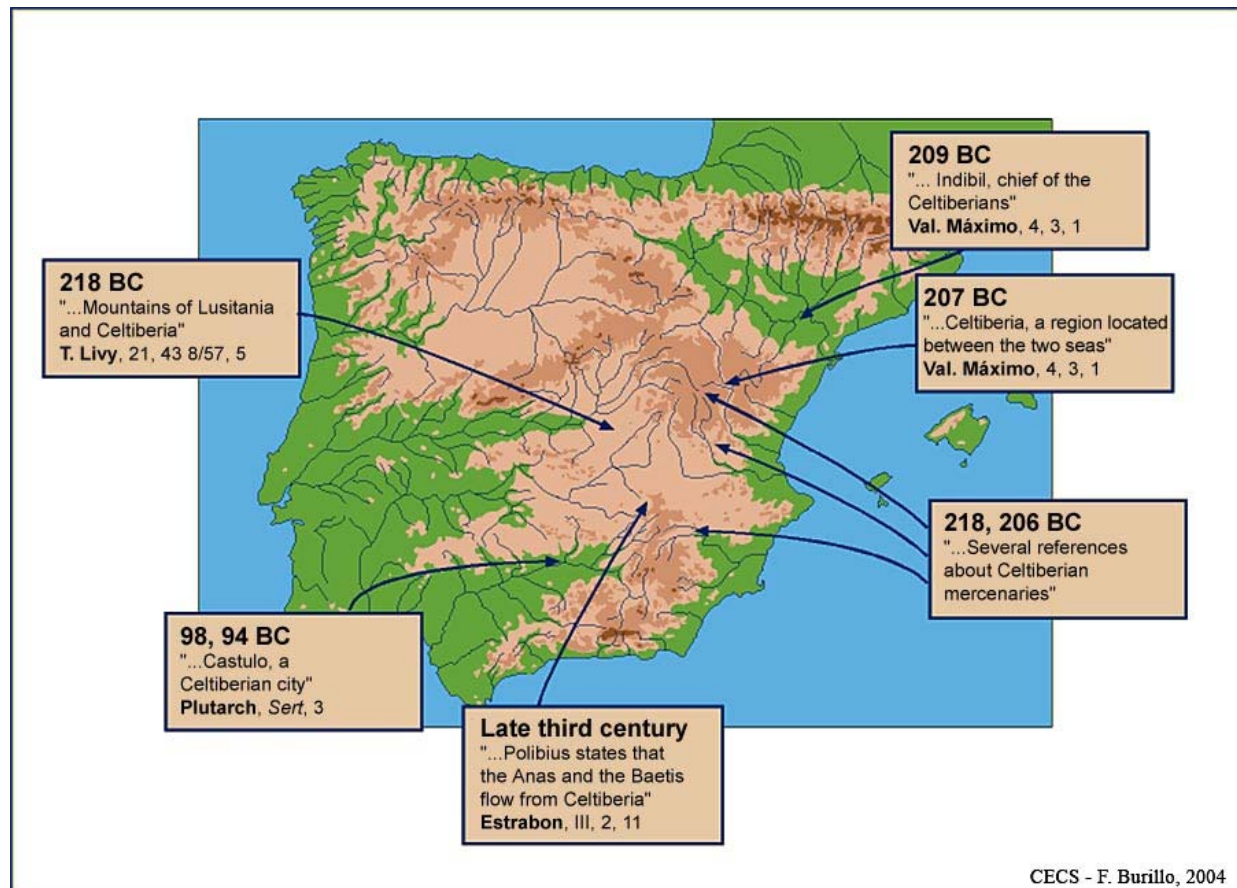 209 BC
"... Indibil, chief of the
Celtiberians"
Val. Máximo, 4, 3, 1
218 BC
"...Mountains of Lusitania
and Celtiberia"
T. Livy, 21, 43 8/57, 5
207 BC
"...Celtiberia, a region located
between the two seas"
Val. Máximo, 4, 3, 1
218, 206 BC
"...Several references
about Celtiberian
mercenaries"
98, 94 BC
"...Castulo, a
Celtiberian city"
Plutarch, Sert, 3
Late third century
"...Polibius states that
the Anas and the Baetis
flow from Celtiberia"
Estrabon, III, 2, 11
CECS - F. Burillo, 2004